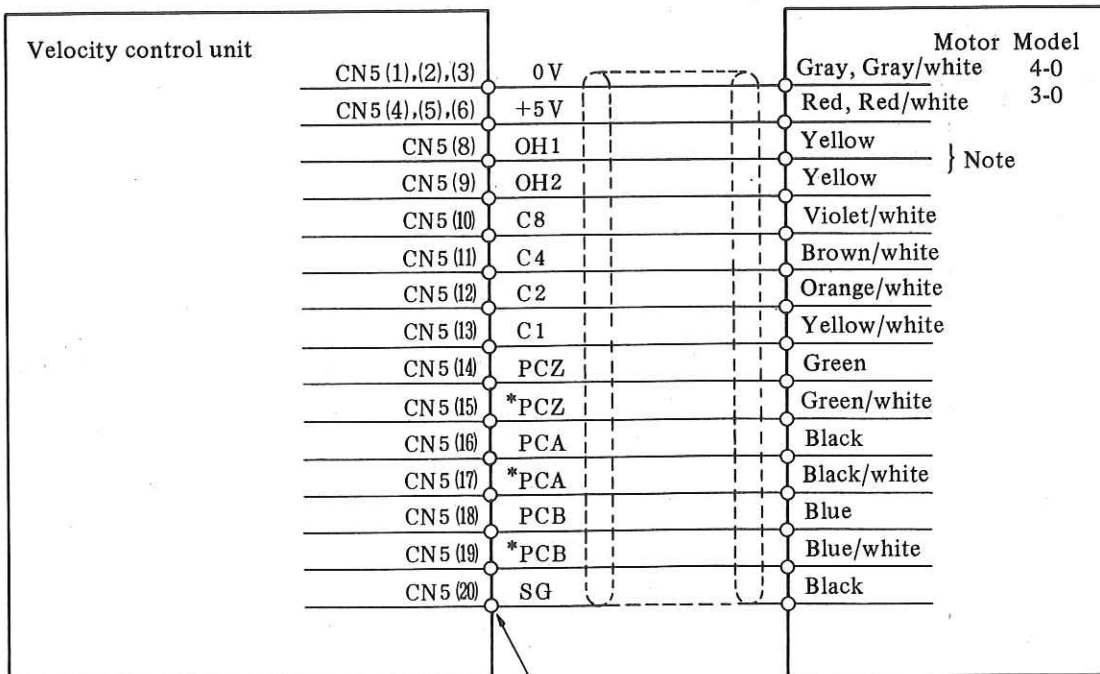 Velocity control unit
Motor Model
CN5(1),(2),(3) 0V Gray, Gray/white 4-0
CN5(4),(5),(6) +5V Red, Red/white 3-0
CN5(8) OH1 Yellow
} Note
CN5(9) OH2 Yellow
CN5(10) C8 Violet/white
CN5(11) C4 Brown/white
CN5(12) C2 Orange/white
CN5(13) C1 Yellow/white
CN5(14) PCZ Green
CN5(15) *PCZ Green/white
CN5(16) PCA Black
CN5(17) *PCA Black/white
CN5(18) PCB Blue
CN5(19) *PCB Blue/white
CN5(20) SG Black